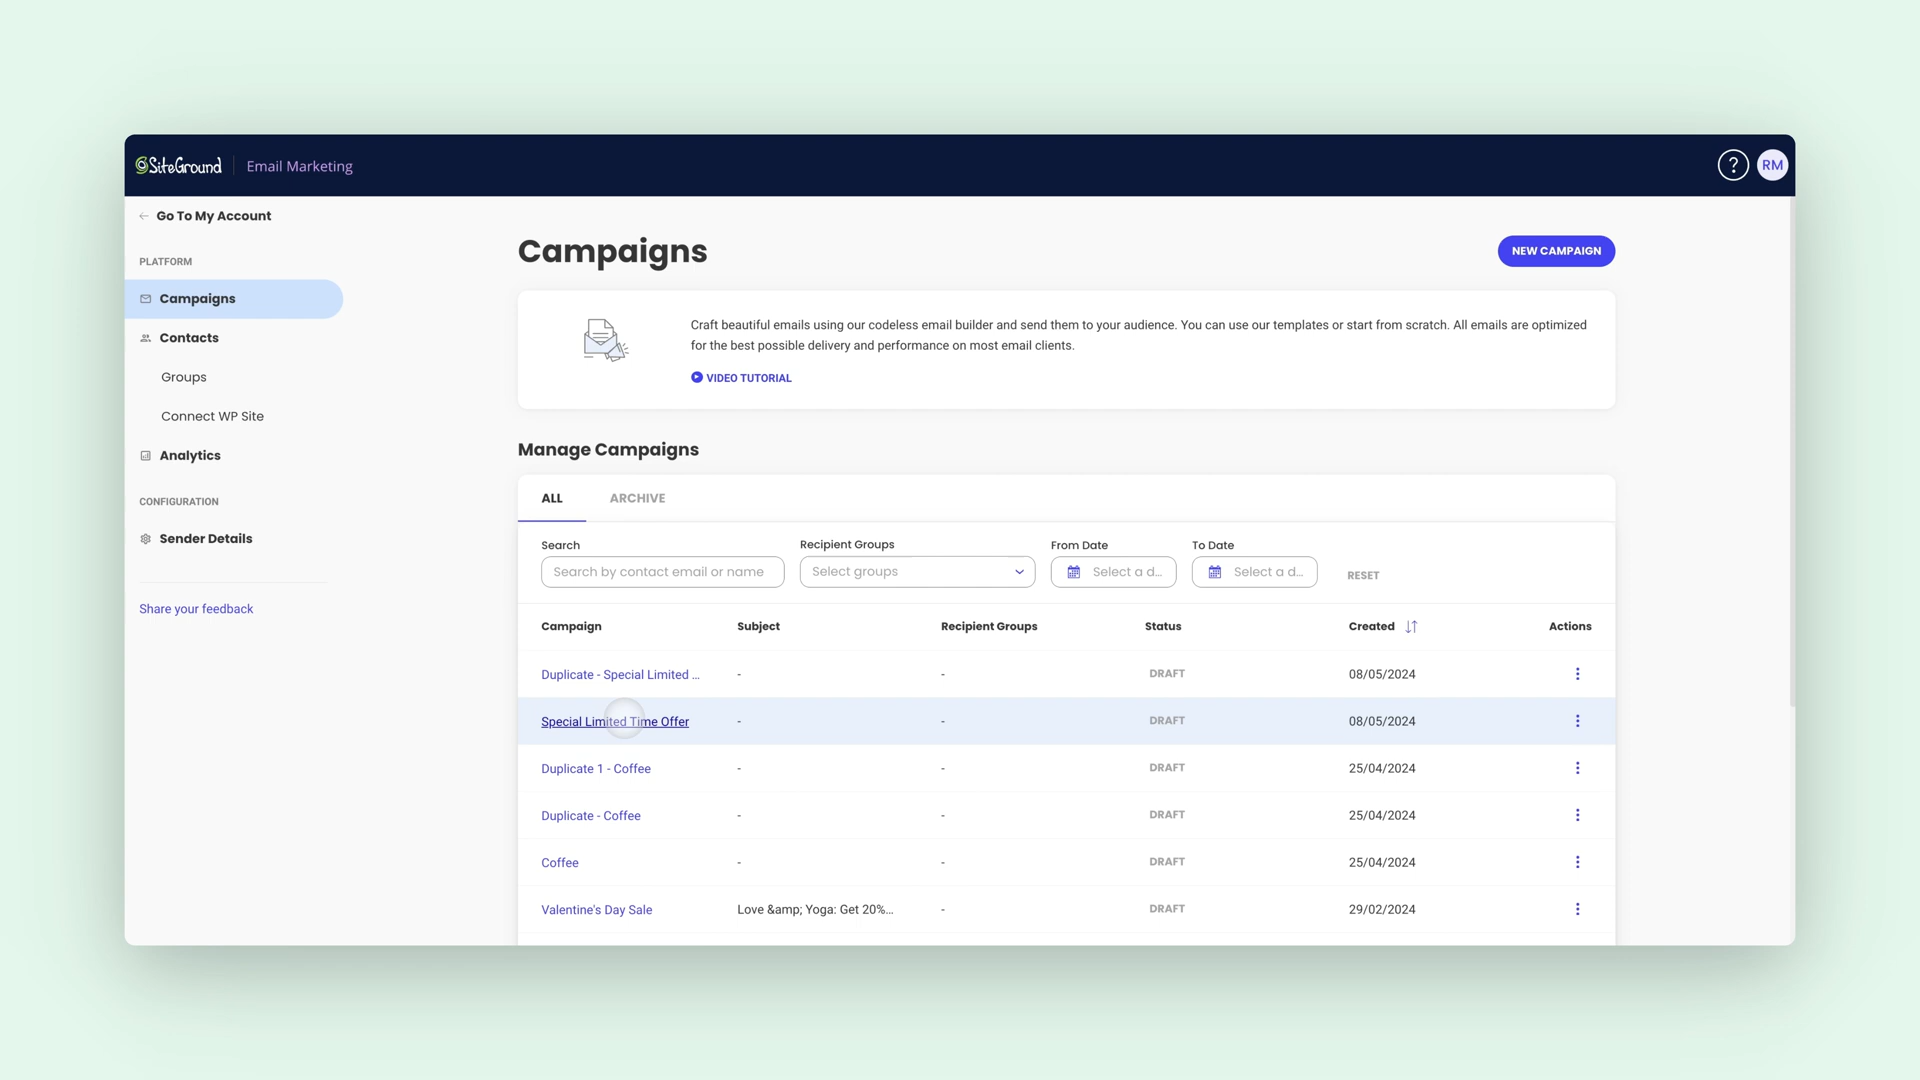 SiteGround
Email Marketing
?
RM
Go To My Account
PLATFORM
Campaigns
Contacts
Groups
Connect WP Site
Analytics
CONFIGURATION
Sender Details
Share your feedback
Campaigns
NEW CAMPAIGN
Craft beautiful emails using our codeless email builder and send them to your audience. You can use our templates or start from scratch. All emails are optimized
for the best possible delivery and performance on most email clients.
VIDEO TUTORIAL
Manage Campaigns
ALL ARCHIVE
Search Recipient Groups From Date To Date
Search by contact email or name Select groups Select a d... Select a d... RESET
Campaign Subject Recipient Groups Status Created Actions
Duplicate - Special Limited ... - - DRAFT 08/05/2024
Special Limited Time Offer - - DRAFT 08/05/2024
Duplicate 1 - Coffee - - DRAFT 25/04/2024
Duplicate - Coffee - - DRAFT 25/04/2024
Coffee - - DRAFT 25/04/2024
Valentine's Day Sale Love &amp; Yoga: Get 20%... - DRAFT 29/02/2024